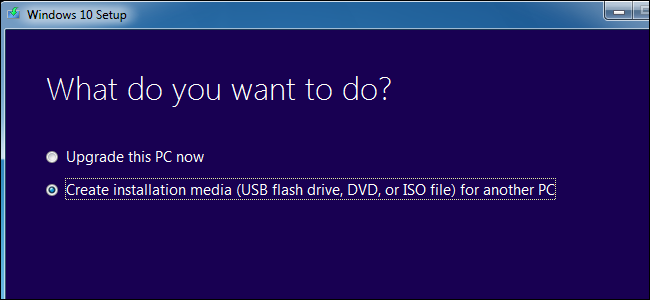 Windows 10 Setup
What do you want to do?
Upgrade this PC now
Create installation media (USB flash drive, DVD, or ISO file) for another PC